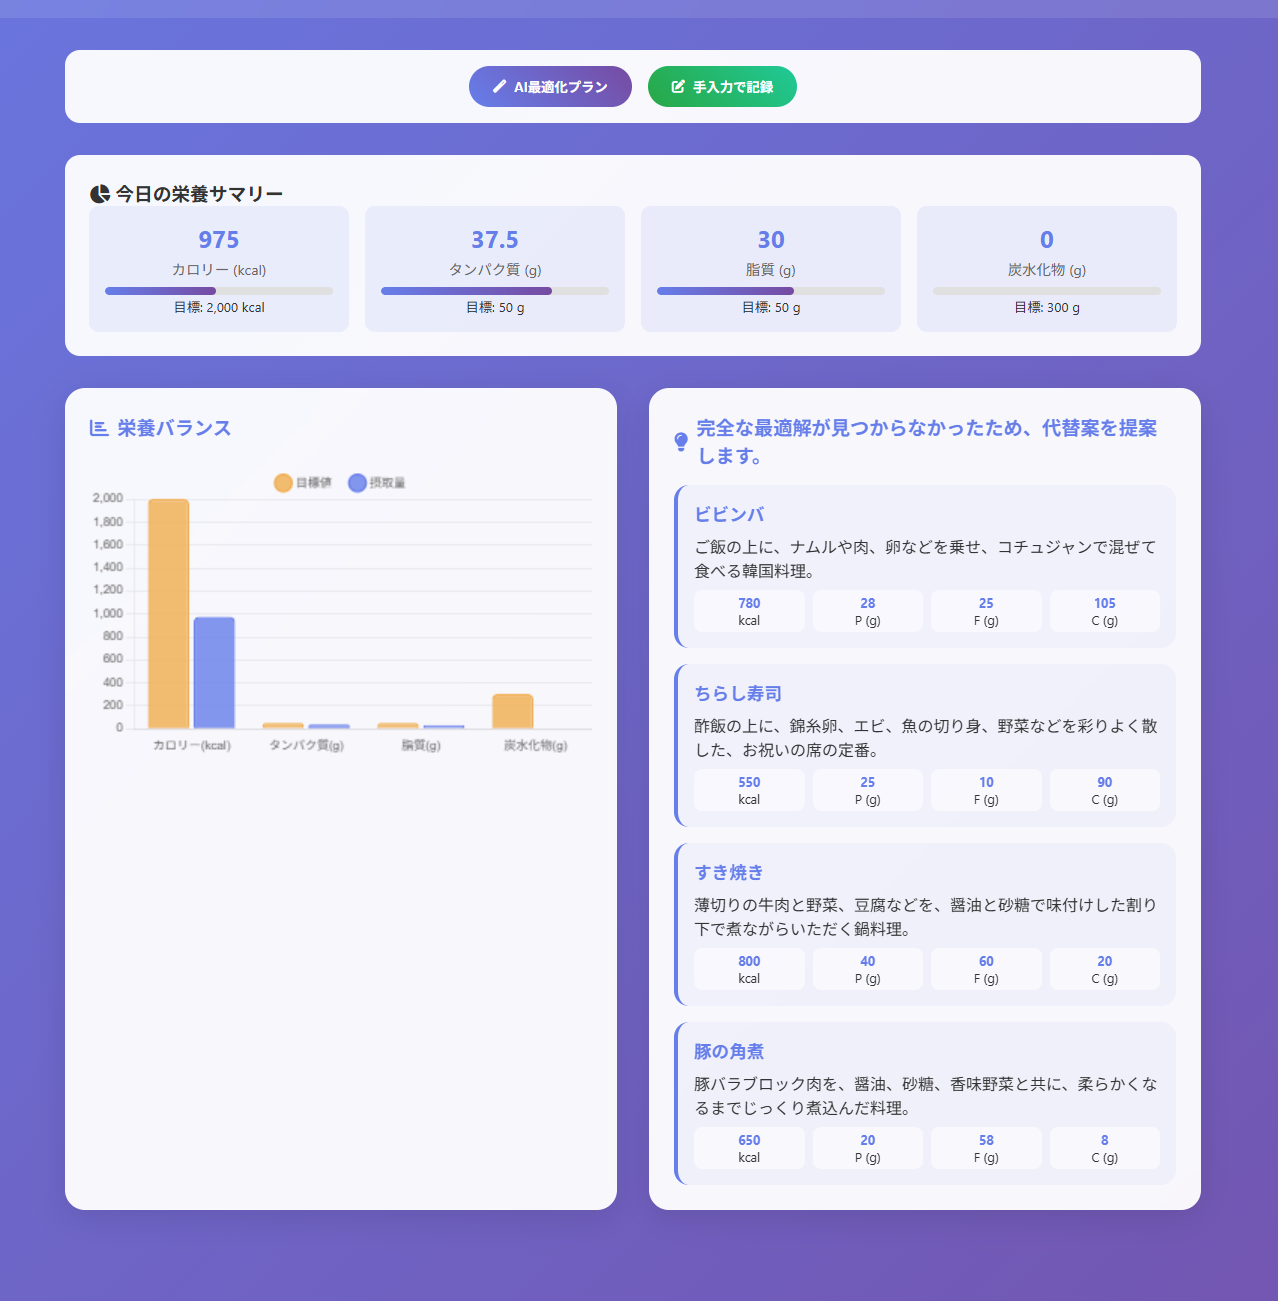 AI最適化プラン
手入力で記録
今日の栄養サマリー
975
カロリー (kcal)
目標: 2,000 kcal
37.5
タンパク質 (g)
目標: 50 g
30
脂質 (g)
目標: 50 g
0
炭水化物 (g)
目標: 300 g
栄養バランス
目標値
摂取量
2,000
1,800
1,600
1,400
1,200
1,000
800
600
400
200
0
カロリー(kcal)
タンパク質(g)
脂質(g)
炭水化物(g)
完全な最適解が見つからなかったため、代替案を提案
します。
ビビンバ
ご飯の上に、ナムルや肉、卵などを乗せ、コチュジャンで混ぜて
食べる韓国料理。
780
kcal
28
P (g)
25
F (g)
105
C (g)
ちらし寿司
酢飯の上に、錦糸卵、エビ、魚の切り身、野菜などを彩りよく散
した、お祝いの席の定番。
550
kcal
25
P (g)
10
F (g)
90
C (g)
すき焼き
薄切りの牛肉と野菜、豆腐などを、醤油と砂糖で味付けした割り
下で煮ながらいただく鍋料理。
800
kcal
40
P (g)
60
F (g)
20
C (g)
豚の角煮
豚バラブロック肉を、醤油、砂糖、香味野菜と共に、柔らかくな
るまでじっくり煮込んだ料理。
650
kcal
20
P (g)
58
F (g)
8
C (g)